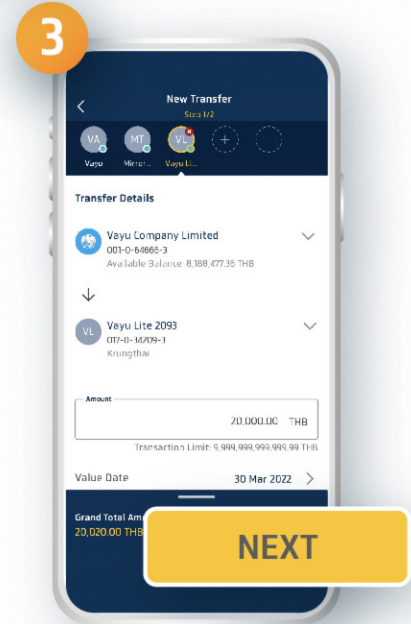 3
New Transfer
Step 1/2
VA MT VL
Vayu Mirror... Vayu Li...
Transfer Details
Vayu Company Limited
001-0-64666-3
Available Balance: 8,188,477.36 THB
VL Vayu Lite 2093
017-0-34209-3
Krungthai
Amount
20,000.00 THB
Transaction Limit: 9,999,999,999,999.99 THB
Value Date 30 Mar 2022
Grand Total Am
20,020.00 THB
NEXT